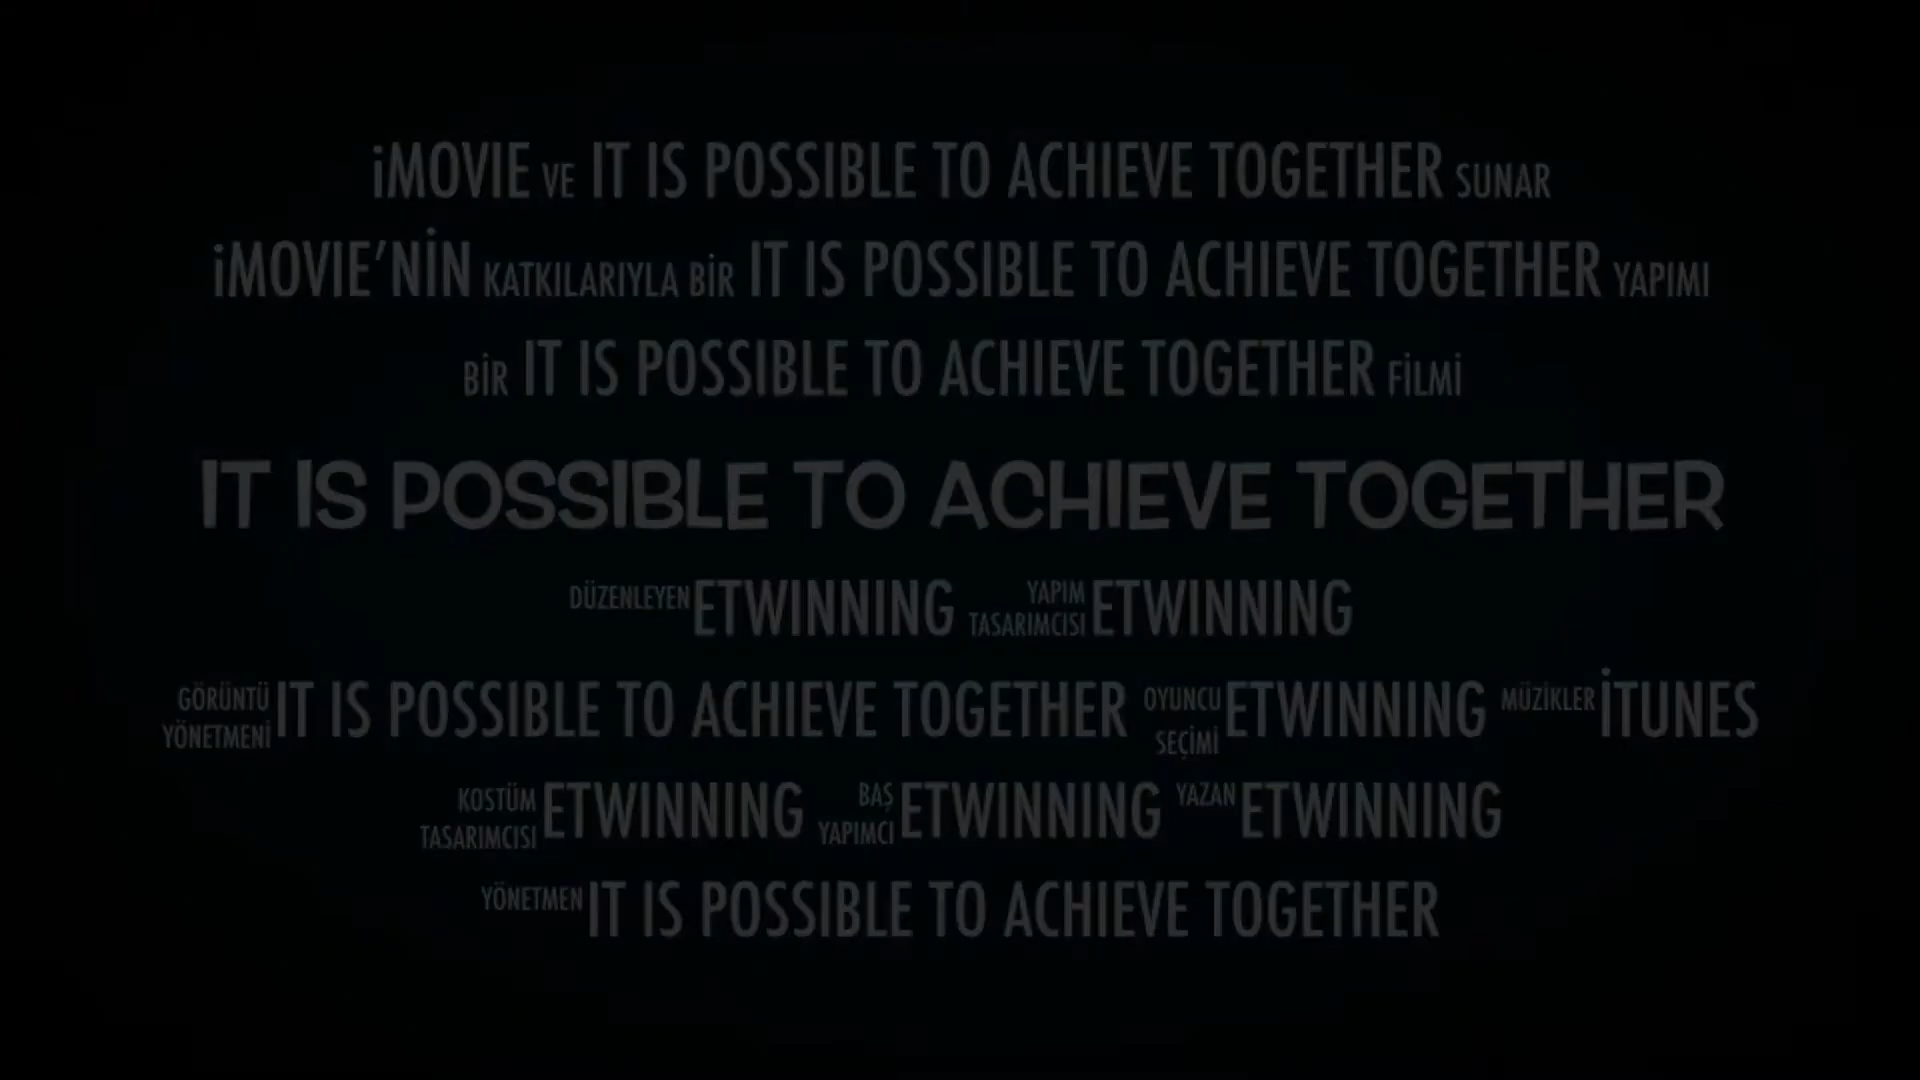 iMOVIE VE IT IS POSSIBLE TO ACHIEVE TOGETHER SUNAR
iMOVIE'NİN KATKILARIYLA BİR IT IS POSSIBLE TO ACHIEVE TOGETHER YAPIMI
BİR IT IS POSSIBLE TO ACHIEVE TOGETHER FİLMİ
IT IS POSSIBLE TO ACHIEVE TOGETHER
DÜZENLEYEN ETWINNING YAPIM TASARIMCISI ETWINNING
GÖRÜNTÜ YÖNETMENİ IT IS POSSIBLE TO ACHIEVE TOGETHER OYUNCU SEÇİMİ ETWINNING MÜZİKLER İTUNES
KOSTÜM TASARIMCISI ETWINNING BAŞ YAPIMCI ETWINNING YAZAN ETWINNING
YÖNETMEN IT IS POSSIBLE TO ACHIEVE TOGETHER